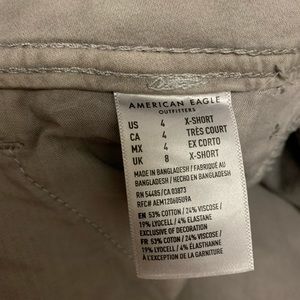 AMERICAN EAGLE
OUTFITTERS
US 4 X-SHORT
CA 4 TRÈS COURT
MX 4 EX CORTO
UK 8 X-SHORT
MADE IN BANGLADESH / FABRIQUÉ AU
BANGLADESH / HECHO EN BANGLADESH
RN 54485 / CA 03873
RFC# AEM1206050U9A
EN 53% COTTON / 24% VISCOSE /
19% LYOCELL / 4% ELASTANE
EXCLUSIVE OF DECORATION
FR 53% COTON / 24% VISCOSE /
19% LYOCELL / 4% ÉLASTHANNE
À L'EXCEPTION DE LA GARNITURE